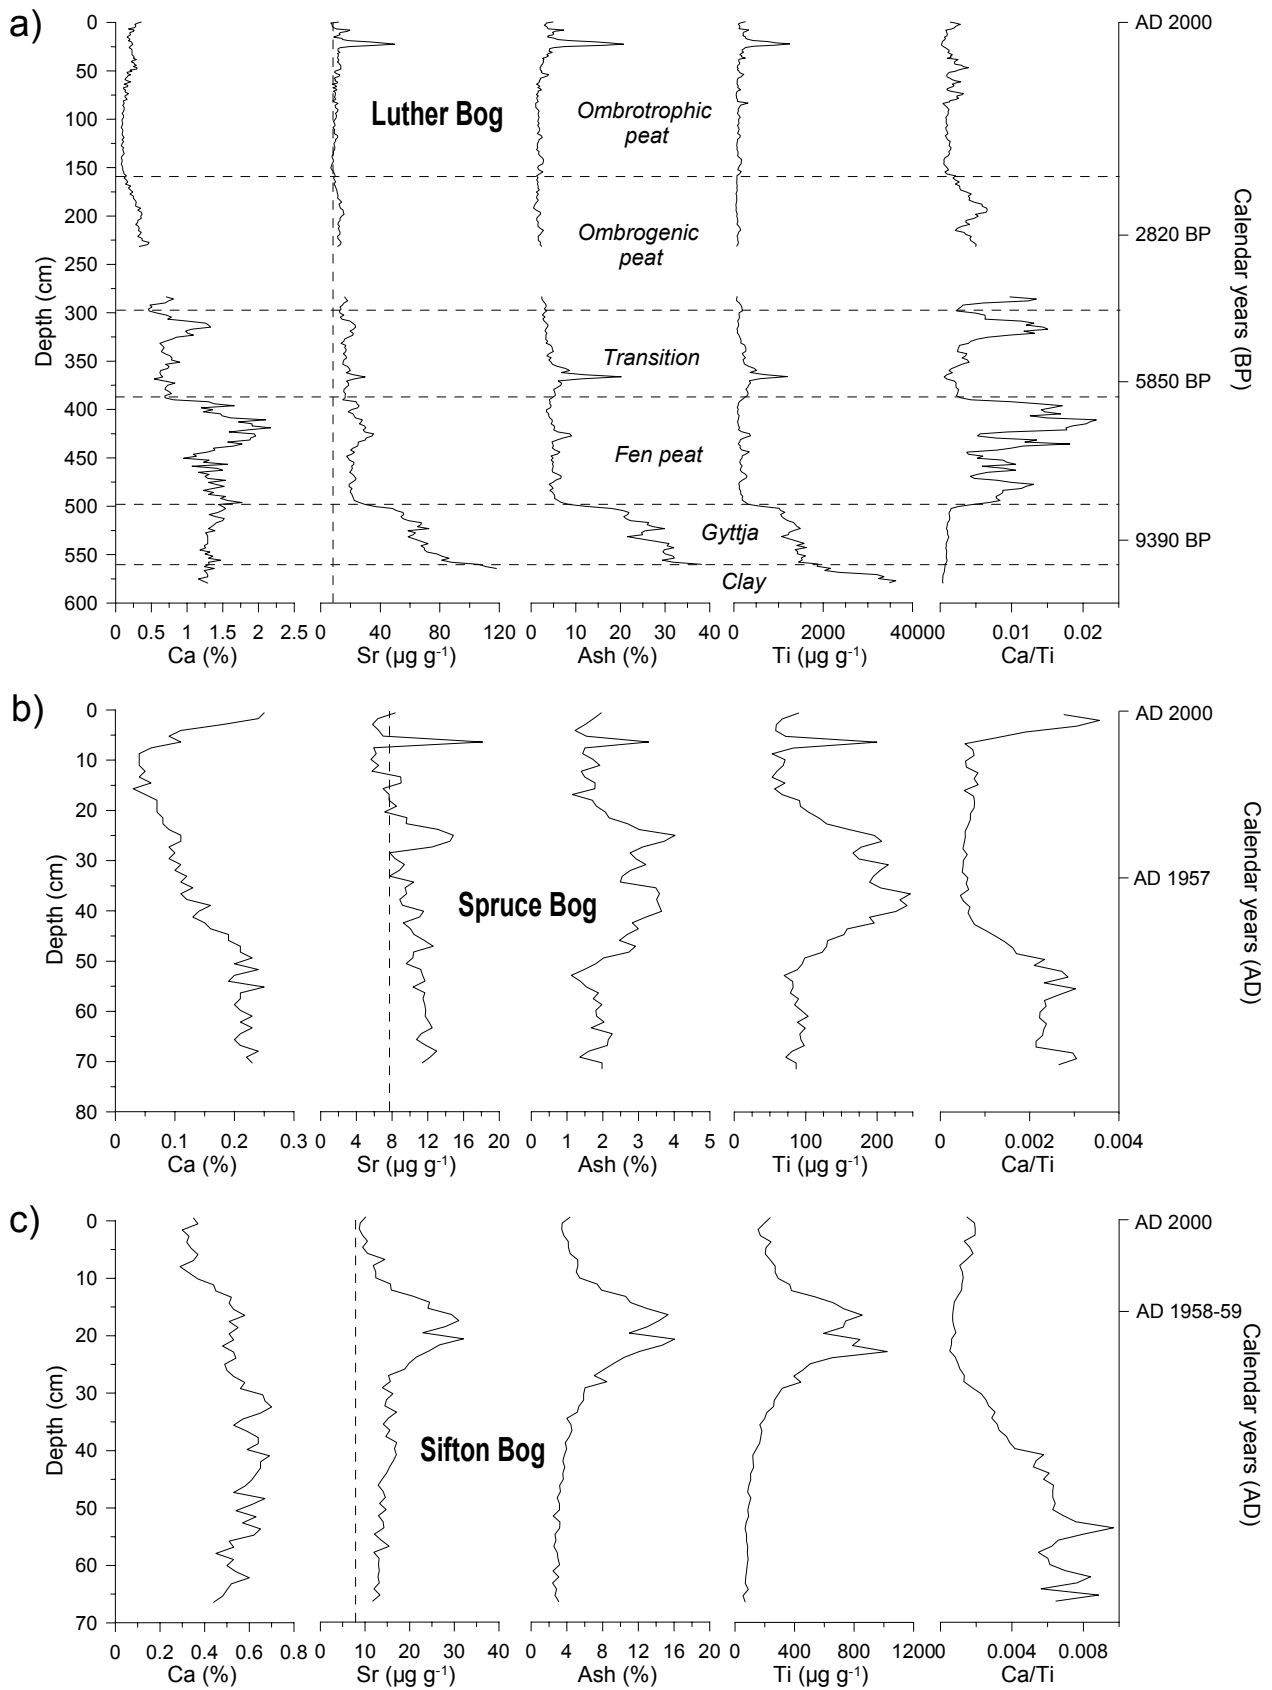 a)
0
50
100
150
200
250
300
350
400
450
500
550
600
Depth (cm)
Luther Bog
Ombrotrophic
peat
Ombrogenic
peat
Transition
Fen peat
Gyttja
Clay
AD 2000
2820 BP
5850 BP
9390 BP
Calendar years (BP)
0 0.5 1 1.5 2 2.5
Ca (%)
0 40 80 120
Sr (µg g-1)
0 10 20 30 40
Ash (%)
0 2000 4000
Ti (µg g-1)
0 0.01 0.02
Ca/Ti
b)
0
10
20
30
40
50
60
70
80
Depth (cm)
Spruce Bog
AD 2000
AD 1957
Calendar years (AD)
0 0.1 0.2 0.3
Ca (%)
0 4 8 12 16 20
Sr (µg g-1)
0 1 2 3 4 5
Ash (%)
0 100 200
Ti (µg g-1)
0 0.002 0.004
Ca/Ti
c)
0
10
20
30
40
50
60
70
Depth (cm)
Sifton Bog
AD 2000
AD 1958-59
Calendar years (AD)
0 0.2 0.4 0.6 0.8
Ca (%)
0 10 20 30 40
Sr (µg g-1)
0 4 8 12 16 20
Ash (%)
0 400 800 1200
Ti (µg g-1)
0 0.004 0.008
Ca/Ti